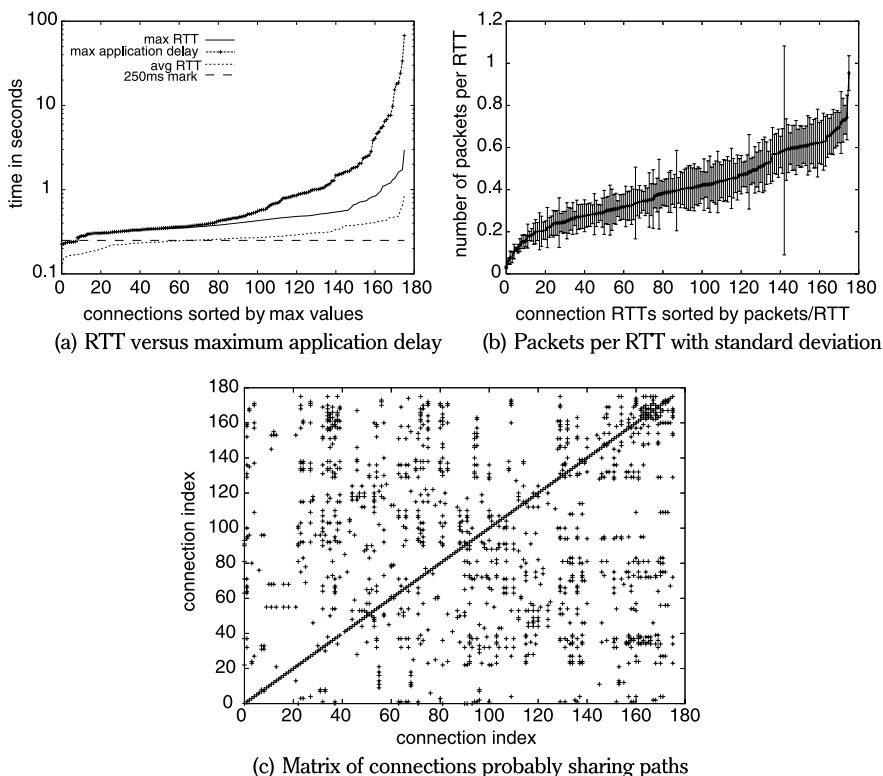 100
10
1
0.1
time in seconds
max RTT
max application delay
avg RTT
250ms mark
0 20 40 60 80 100 120 140 160 180
connections sorted by max values
(a) RTT versus maximum application delay
1.2
1
0.8
0.6
0.4
0.2
0
number of packets per RTT
0 20 40 60 80 100 120 140 160 180
connection RTTs sorted by packets/RTT
(b) Packets per RTT with standard deviation
180
160
140
120
100
80
60
40
20
0
connection index
0 20 40 60 80 100 120 140 160 180
connection index
(c) Matrix of connections probably sharing paths